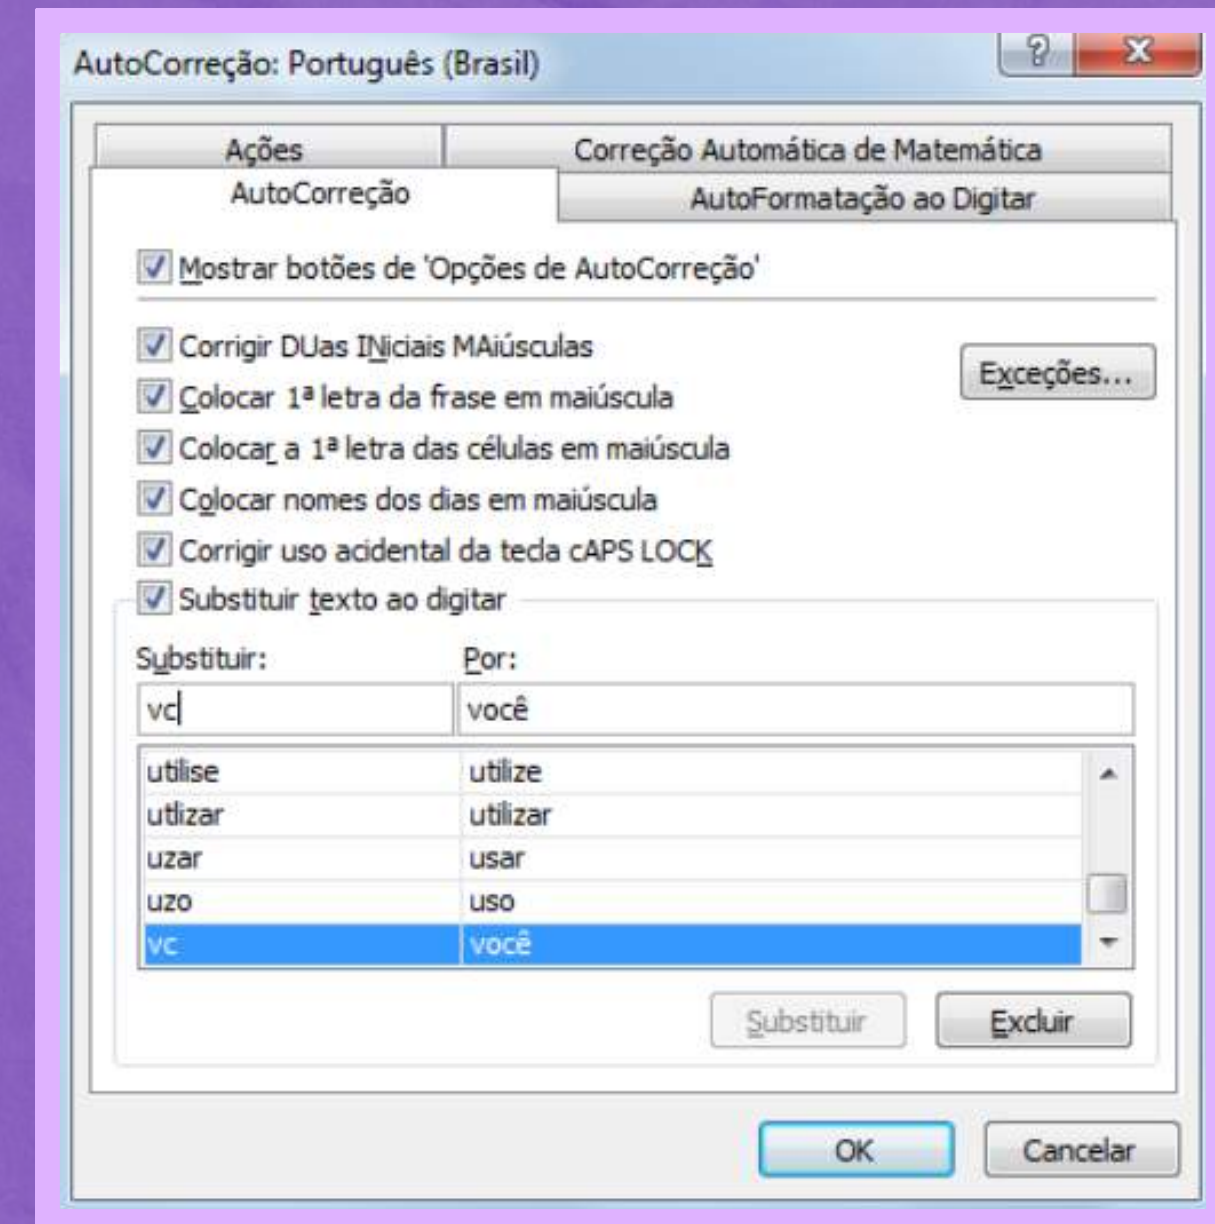 AutoCorreção: Português (Brasil)
Ações
Correção Automática de Matemática
AutoCorreção
AutoFormatação ao Digitar
Mostrar botões de 'Opções de AutoCorreção'
Corrigir DUas INiciais MAiúsculas
Exceções...
Colocar 1ª letra da frase em maiúscula
Colocar a 1ª letra das células em maiúscula
Colocar nomes dos dias em maiúscula
Corrigir uso acidental da tecla cAPS LOCK
Substituir texto ao digitar
Substituir: Por:
vc você
utilise utilize
utlizar utilizar
uzar usar
uzo uso
vc você
Substituir Excluir
OK Cancelar